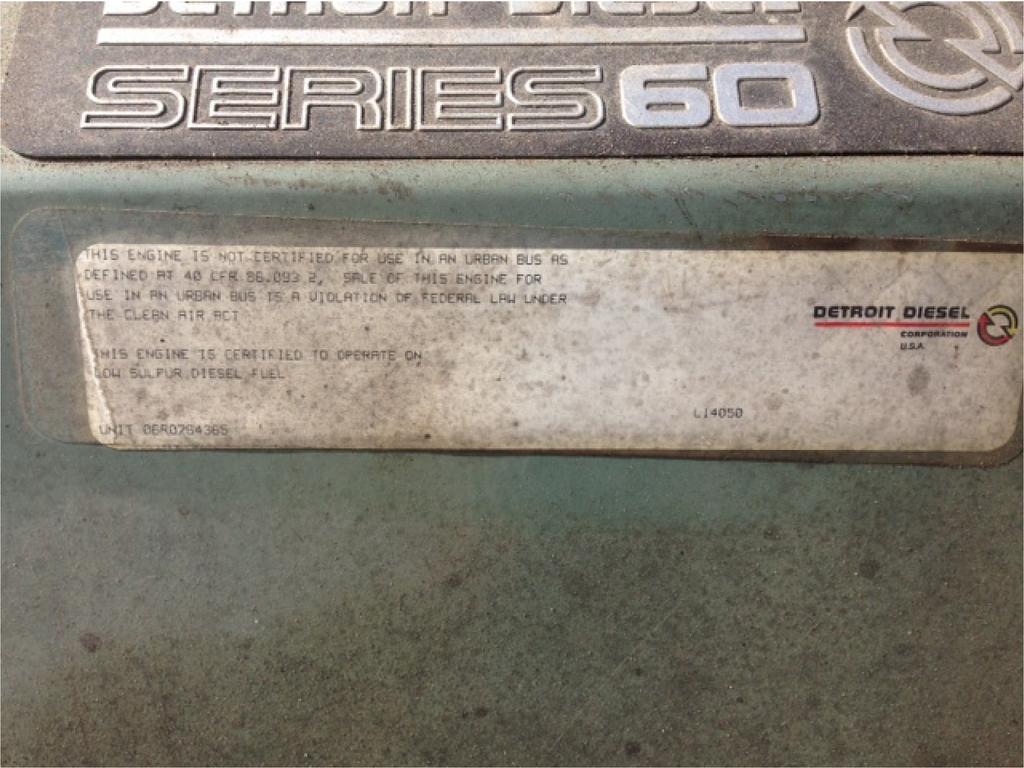 DETROIT DIESEL
SERIES 60
THIS ENGINE IS NOT CERTIFIED FOR USE IN AN URBAN BUS AS
DEFINED AT 40 CFR 86.093 2, SALE OF THIS ENGINE FOR
USE IN AN URBAN BUS IS A VIOLATION OF FEDERAL LAW UNDER
THE CLEAN AIR ACT
THIS ENGINE IS CERTIFIED TO OPERATE ON
LOW SULFUR DIESEL FUEL
UNIT
DETROIT DIESEL
CORPORATION
U.S.A.
L14050